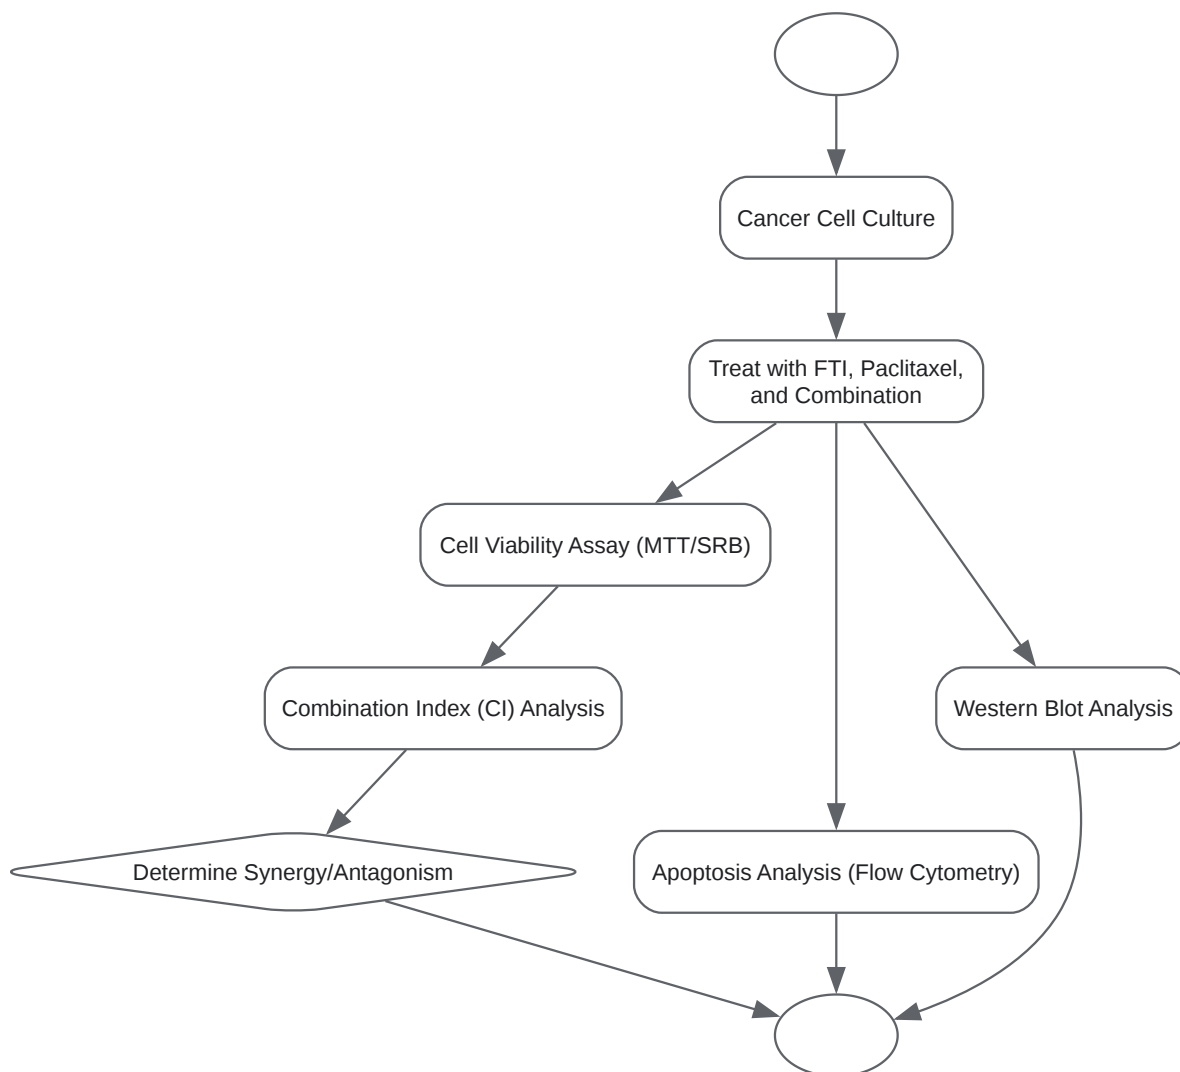 Cancer Cell Culture
Treat with FTI, Paclitaxel,
and Combination
Cell Viability Assay (MTT/SRB)
Combination Index (CI) Analysis
Western Blot Analysis
Determine Synergy/Antagonism
Apoptosis Analysis (Flow Cytometry)